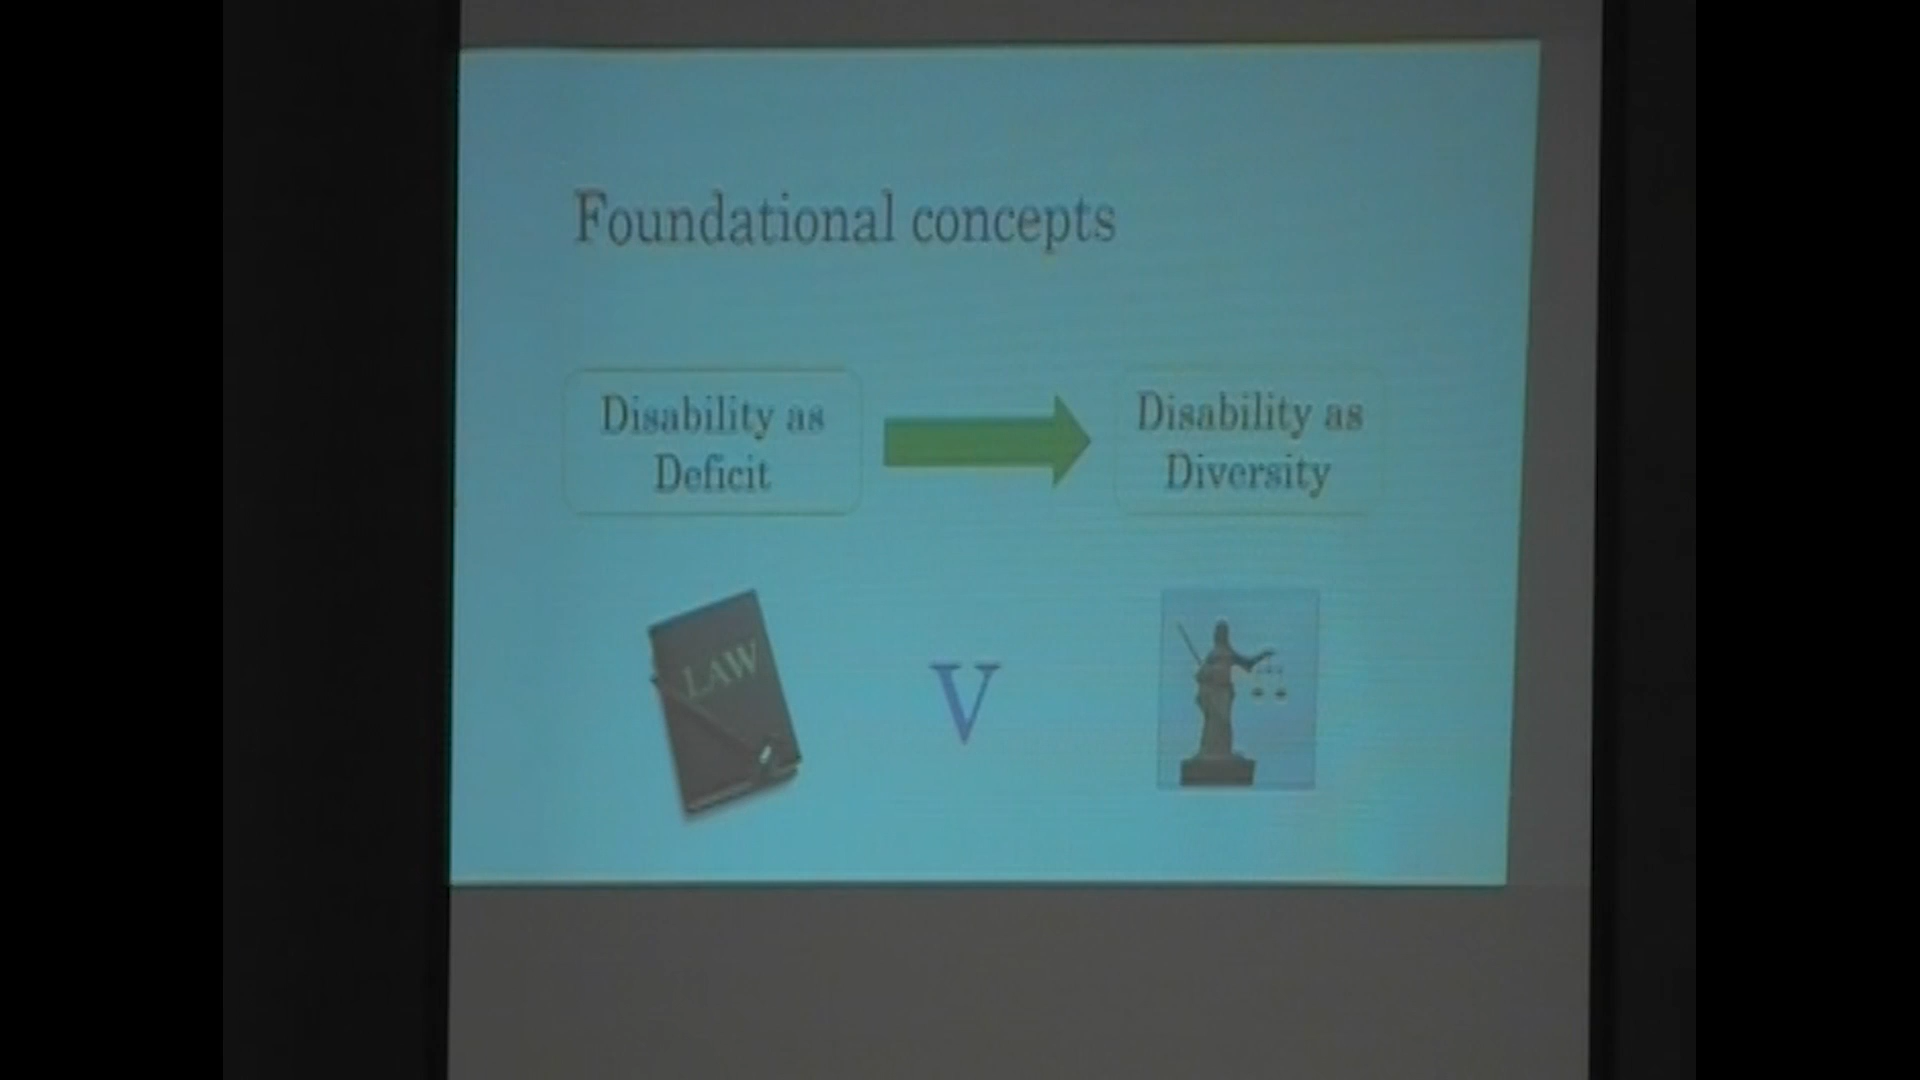 Foundational concepts
Disability as
Deficit
Disability as
Diversity
LAW
V